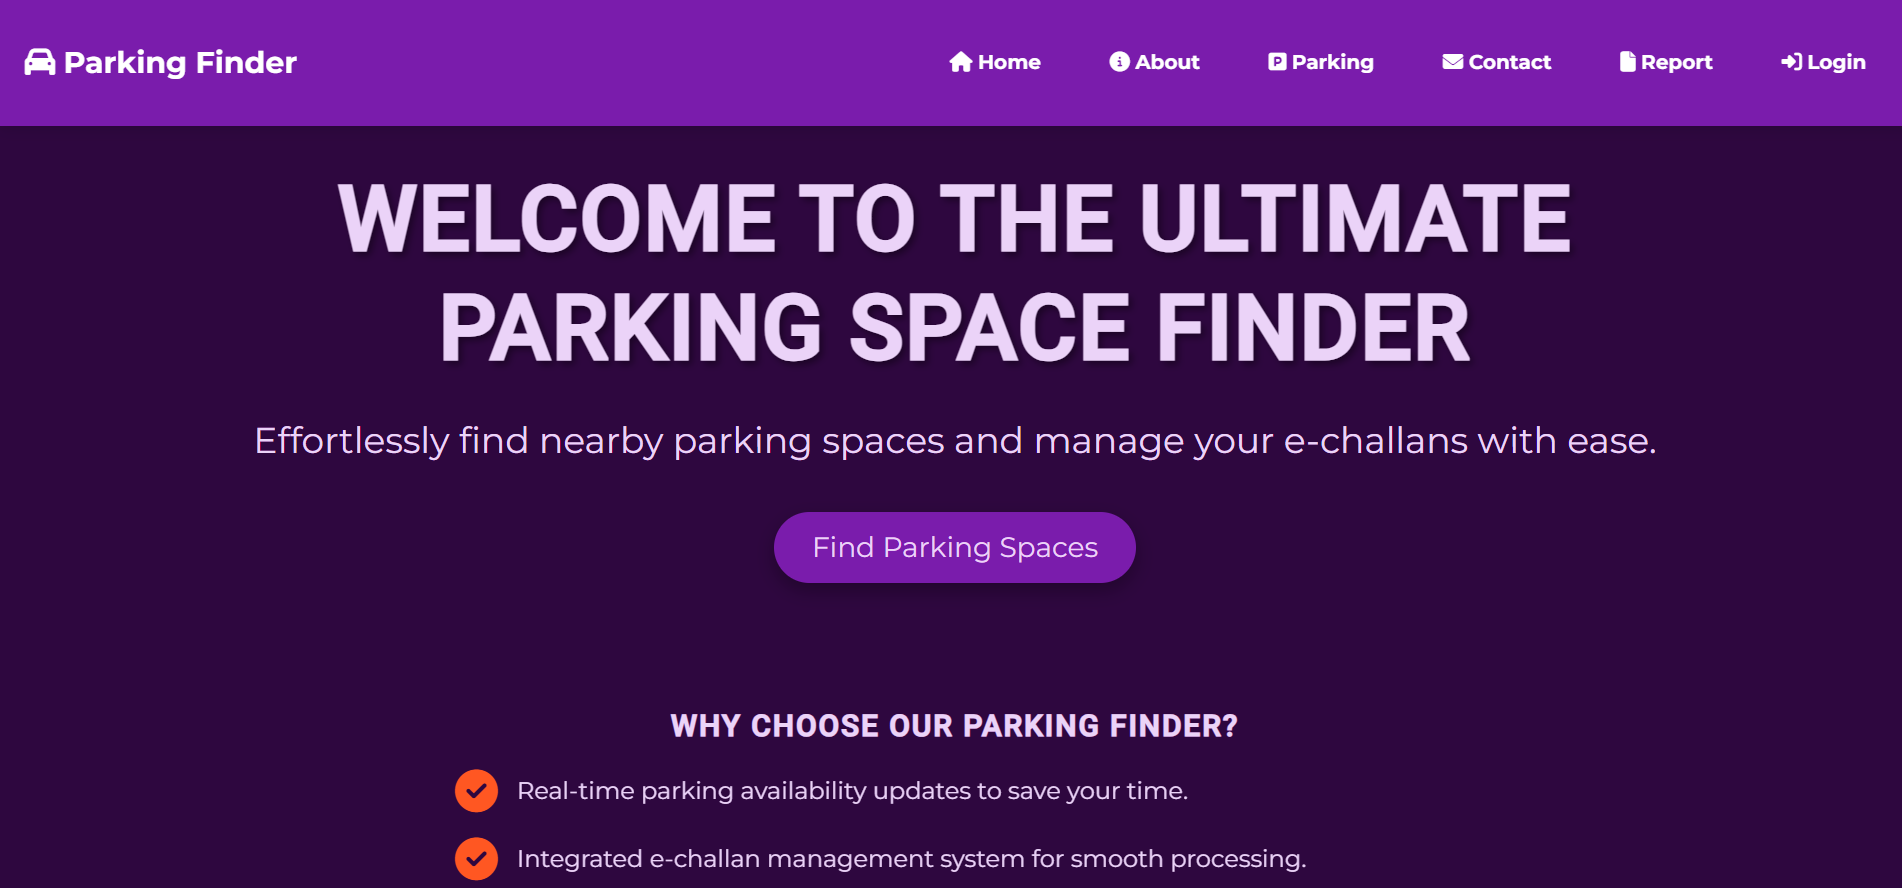 Parking Finder
Home
About
Parking
Contact
Report
Login
WELCOME TO THE ULTIMATE
PARKING SPACE FINDER
Effortlessly find nearby parking spaces and manage your e-challans with ease.
Find Parking Spaces
WHY CHOOSE OUR PARKING FINDER?
Real-time parking availability updates to save your time.
Integrated e-challan management system for smooth processing.